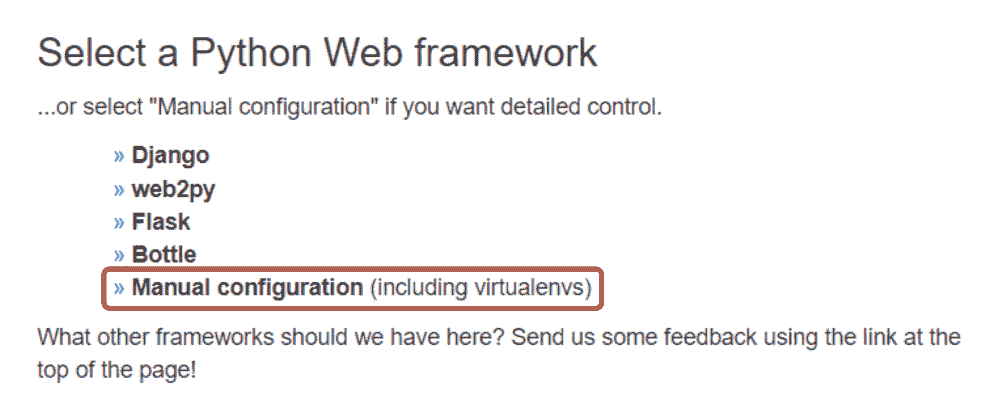 Select a Python Web framework
...or select "Manual configuration" if you want detailed control.
» Django
» web2py
» Flask
» Bottle
» Manual configuration (including virtualenvs)
What other frameworks should we have here? Send us some feedback using the link at the
top of the page!